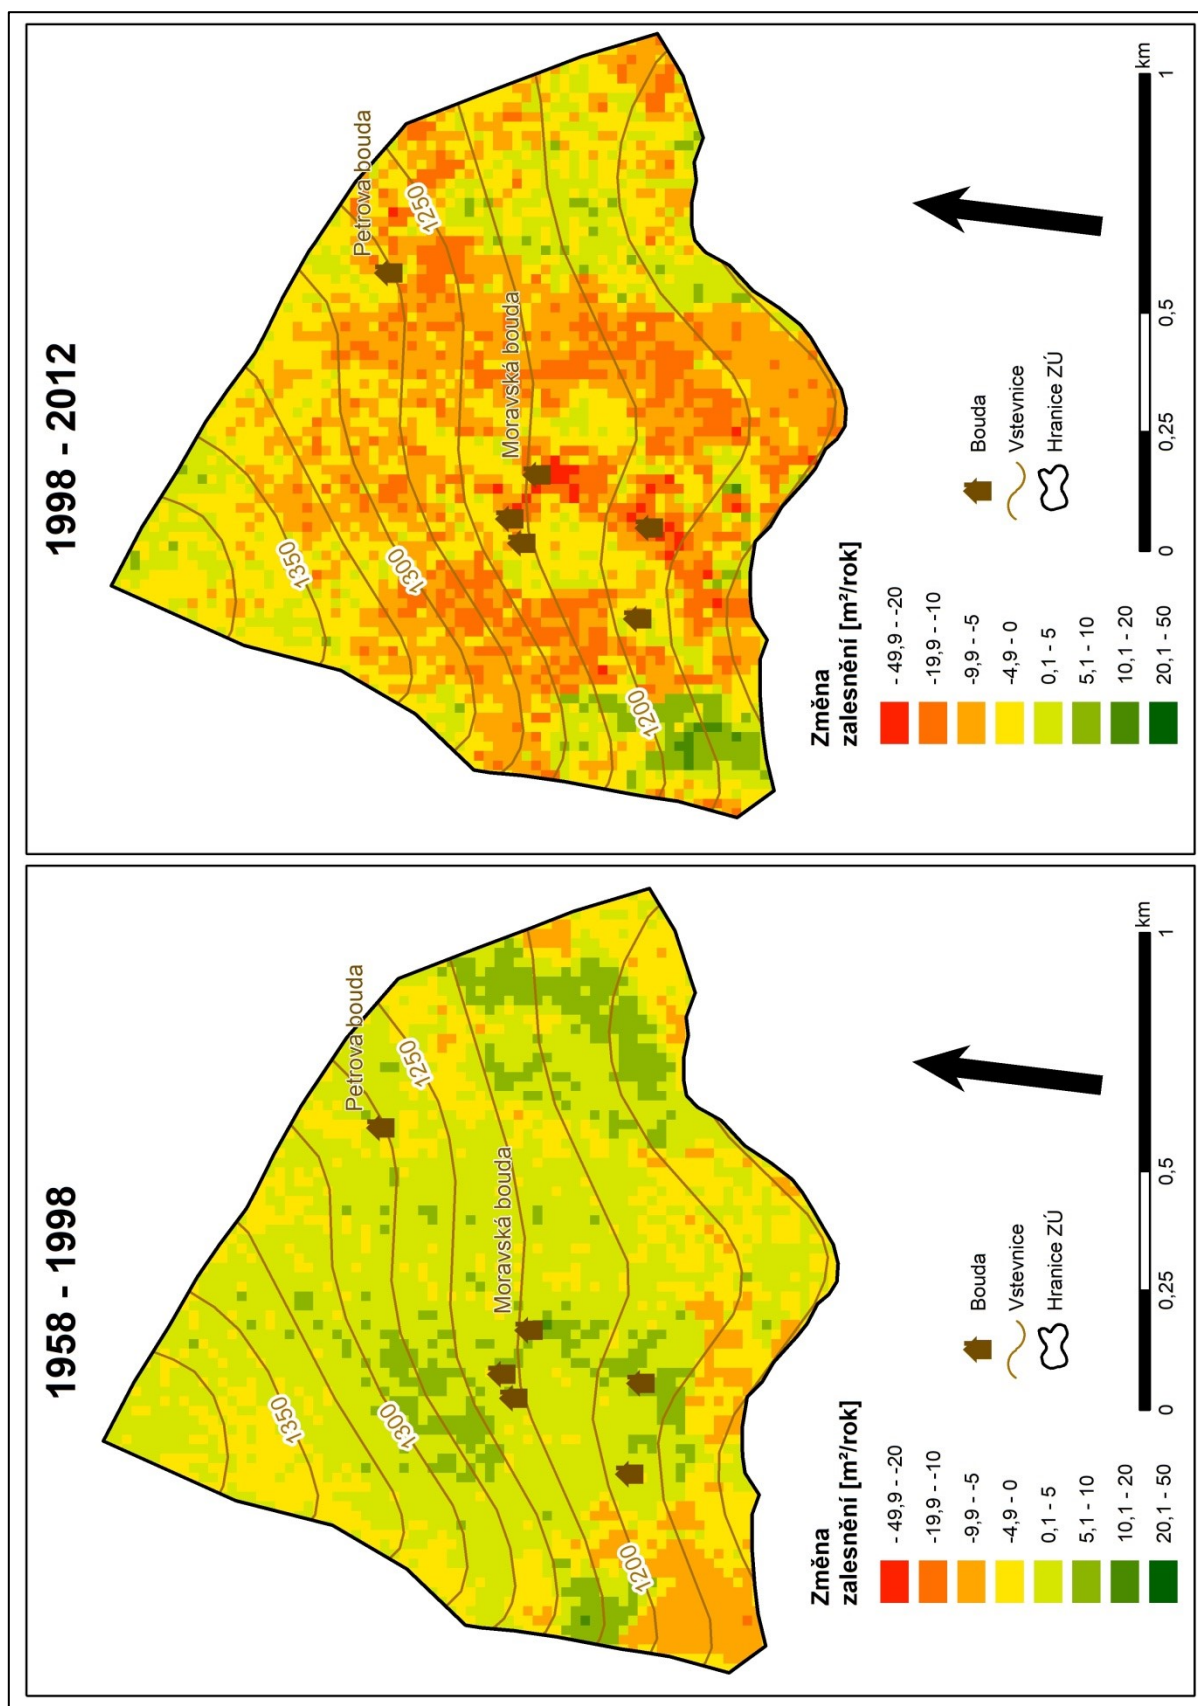 1958 - 1998
Petrova bouda
1250
Moravská bouda
1350
1300
1200
Změna
zalesnění [m²/rok]
- 49,9 - -20
-19,9 - -10
-9,9 - -5
-4,9 - 0
0,1 - 5
5,1 - 10
10,1 - 20
20,1 - 50
Bouda
Vstevnice
Hranice ZÚ
0 0,25 0,5 1
km
1998 - 2012
Petrova bouda
1250
Moravská bouda
1350
1300
1200
Změna
zalesnění [m²/rok]
- 49,9 - -20
-19,9 - -10
-9,9 - -5
-4,9 - 0
0,1 - 5
5,1 - 10
10,1 - 20
20,1 - 50
Bouda
Vstevnice
Hranice ZÚ
0 0,25 0,5 1
km